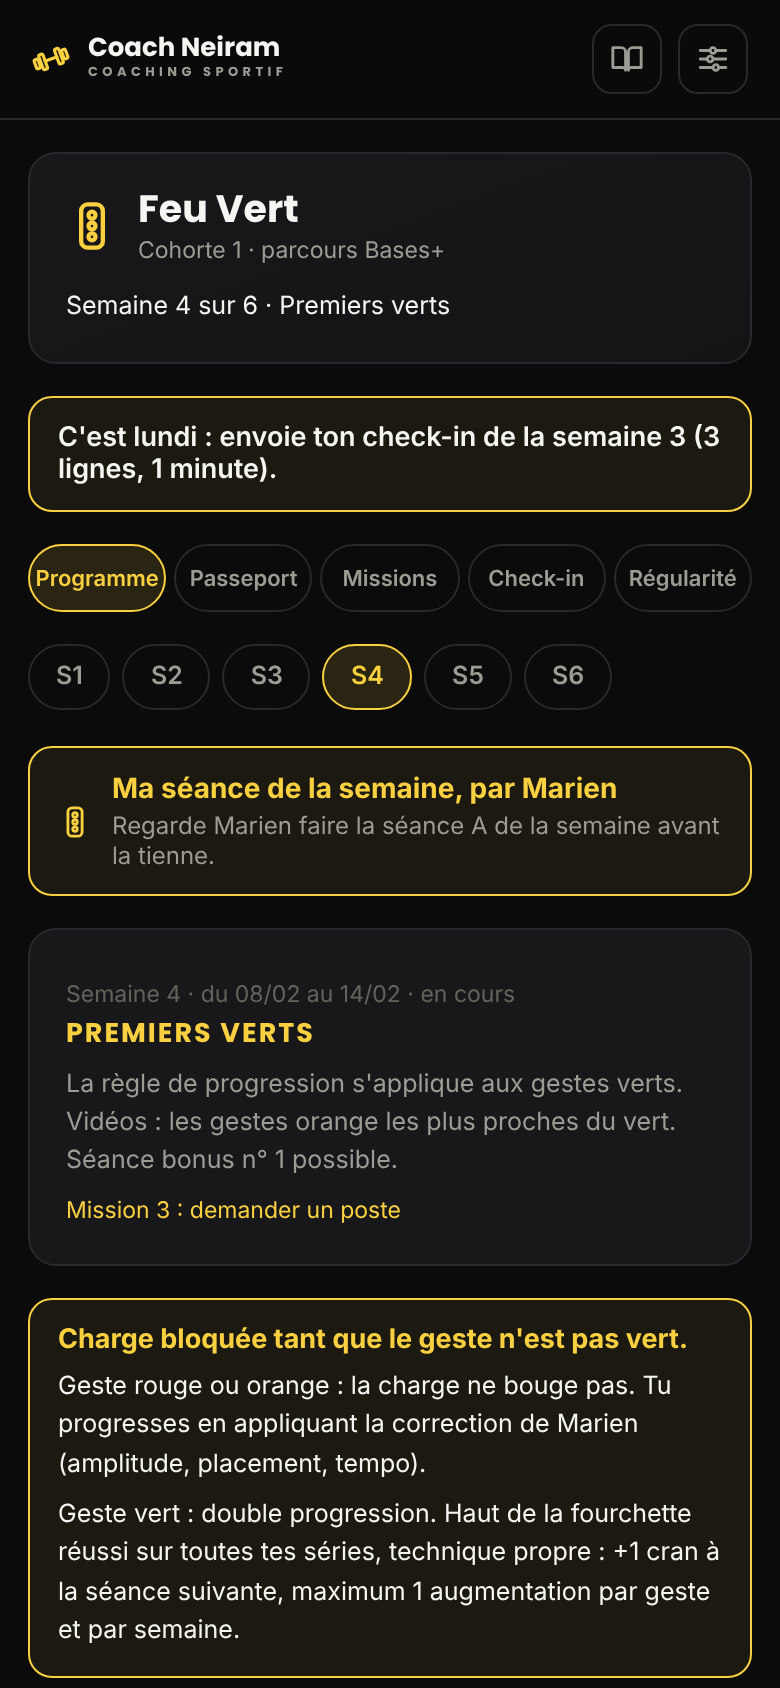 Coach Neiram
COACHING SPORTIF
Feu Vert
Cohorte 1 · parcours Bases+
Semaine 4 sur 6 · Premiers verts
C'est lundi : envoie ton check-in de la semaine 3 (3
lignes, 1 minute).
Programme
Passeport
Missions
Check-in
Régularité
S1
S2
S3
S4
S5
S6
Ma séance de la semaine, par Marien
Regarde Marien faire la séance A de la semaine avant
la tienne.
Semaine 4 · du 08/02 au 14/02 · en cours
PREMIERS VERTS
La règle de progression s'applique aux gestes verts.
Vidéos : les gestes orange les plus proches du vert.
Séance bonus n° 1 possible.
Mission 3 : demander un poste
Charge bloquée tant que le geste n'est pas vert.
Geste rouge ou orange : la charge ne bouge pas. Tu
progresses en appliquant la correction de Marien
(amplitude, placement, tempo).
Geste vert : double progression. Haut de la fourchette
réussi sur toutes tes séries, technique propre : +1 cran à
la séance suivante, maximum 1 augmentation par geste
et par semaine.